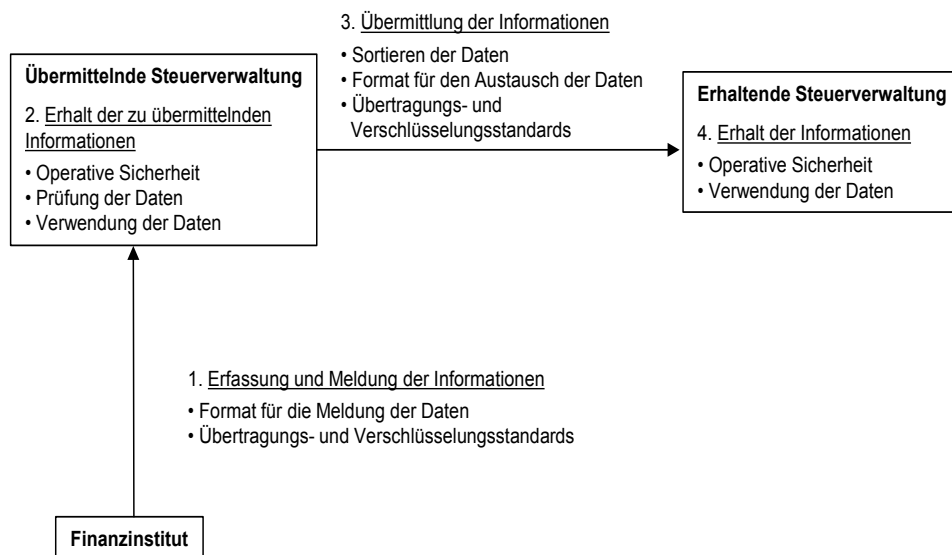 3. Übermittlung der Informationen
• Sortieren der Daten
• Format für den Austausch der Daten
• Übertragungs- und
Verschlüsselungsstandards
Übermittelnde Steuerverwaltung
2. Erhalt der zu übermittelnden
Informationen
• Operative Sicherheit
• Prüfung der Daten
• Verwendung der Daten
Erhaltende Steuerverwaltung
4. Erhalt der Informationen
• Operative Sicherheit
• Verwendung der Daten
1. Erfassung und Meldung der Informationen
• Format für die Meldung der Daten
• Übertragungs- und Verschlüsselungsstandards
Finanzinstitut